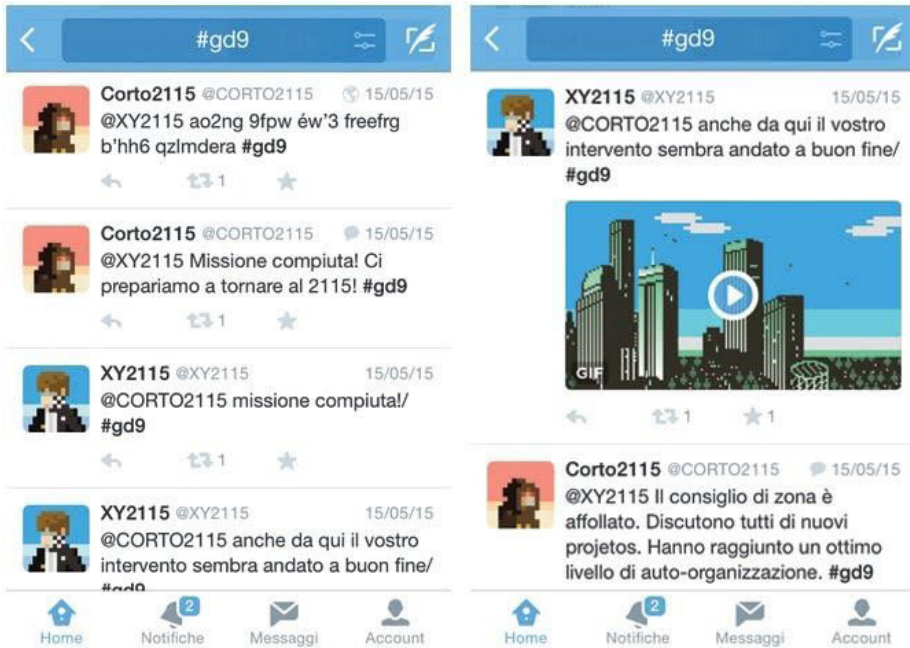 #gd9
Corto2115 @CORTO2115 15/05/15
@XY2115 ao2ng 9fpw éw'3 freefrg
b'hh6 qzlmdera #gd9
1
Corto2115 @CORTO2115 15/05/15
@XY2115 Missione compiuta! Ci
prepariamo a tornare al 2115! #gd9
1
XY2115 @XY2115 15/05/15
@CORTO2115 missione compiuta!/
#gd9
1
XY2115 @XY2115 15/05/15
@CORTO2115 anche da qui il vostro
intervento sembra andato a buon fine/
#gd9
2
Home Notifiche Messaggi Account
#gd9
XY2115 @XY2115 15/05/15
@CORTO2115 anche da qui il vostro
intervento sembra andato a buon fine/
#gd9
GIF
1 1
Corto2115 @CORTO2115 15/05/15
@XY2115 Il consiglio di zona è
affollato. Discutono tutti di nuovi
projetos. Hanno raggiunto un ottimo
livello di auto-organizzazione. #gd9
2
Home Notifiche Messaggi Account